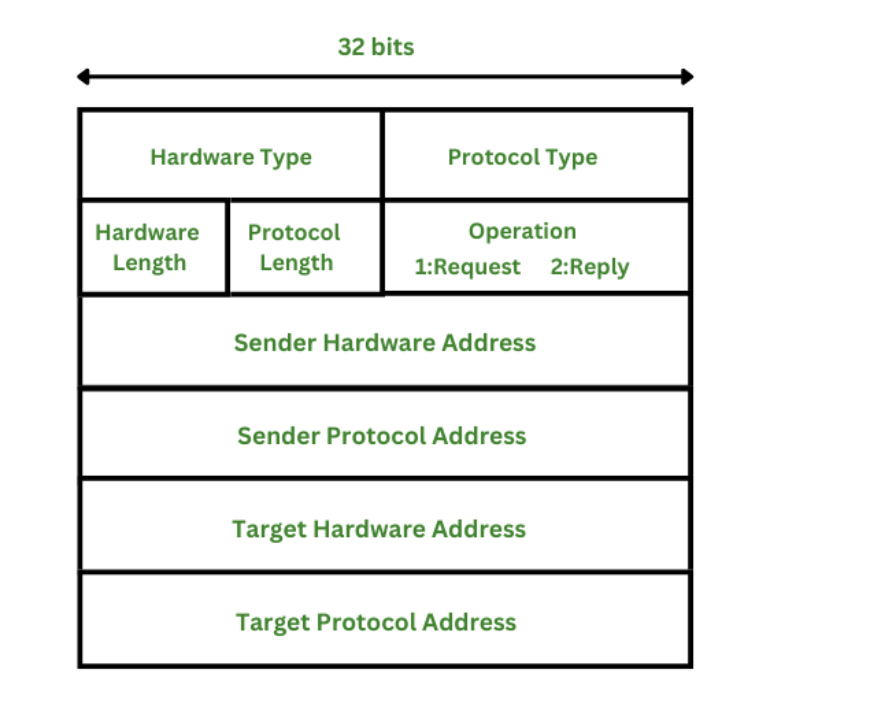 32 bits
Hardware Type
Protocol Type
Hardware
Length
Protocol
Length
Operation
1:Request 2:Reply
Sender Hardware Address
Sender Protocol Address
Target Hardware Address
Target Protocol Address